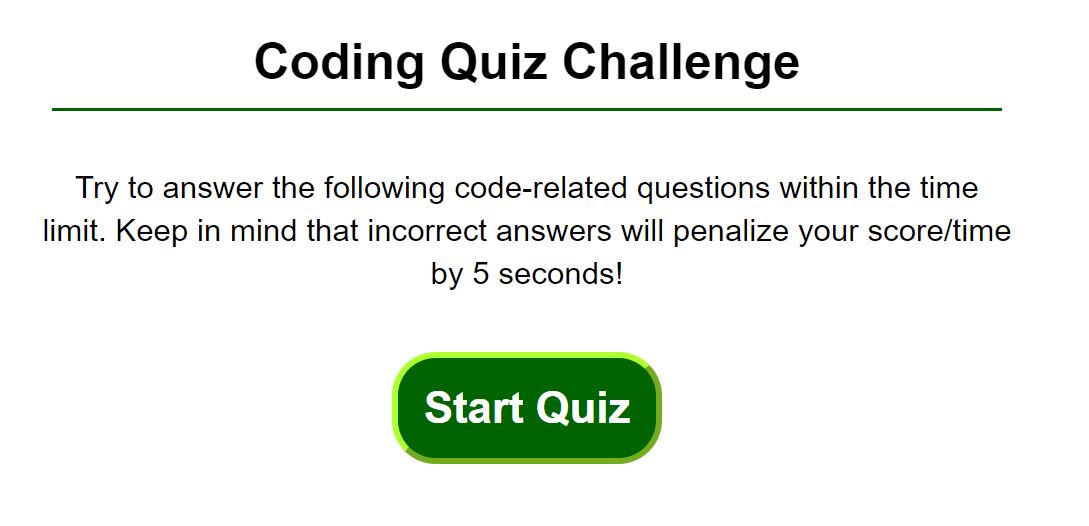 Coding Quiz Challenge
Try to answer the following code-related questions within the time
limit. Keep in mind that incorrect answers will penalize your score/time
by 5 seconds!
Start Quiz